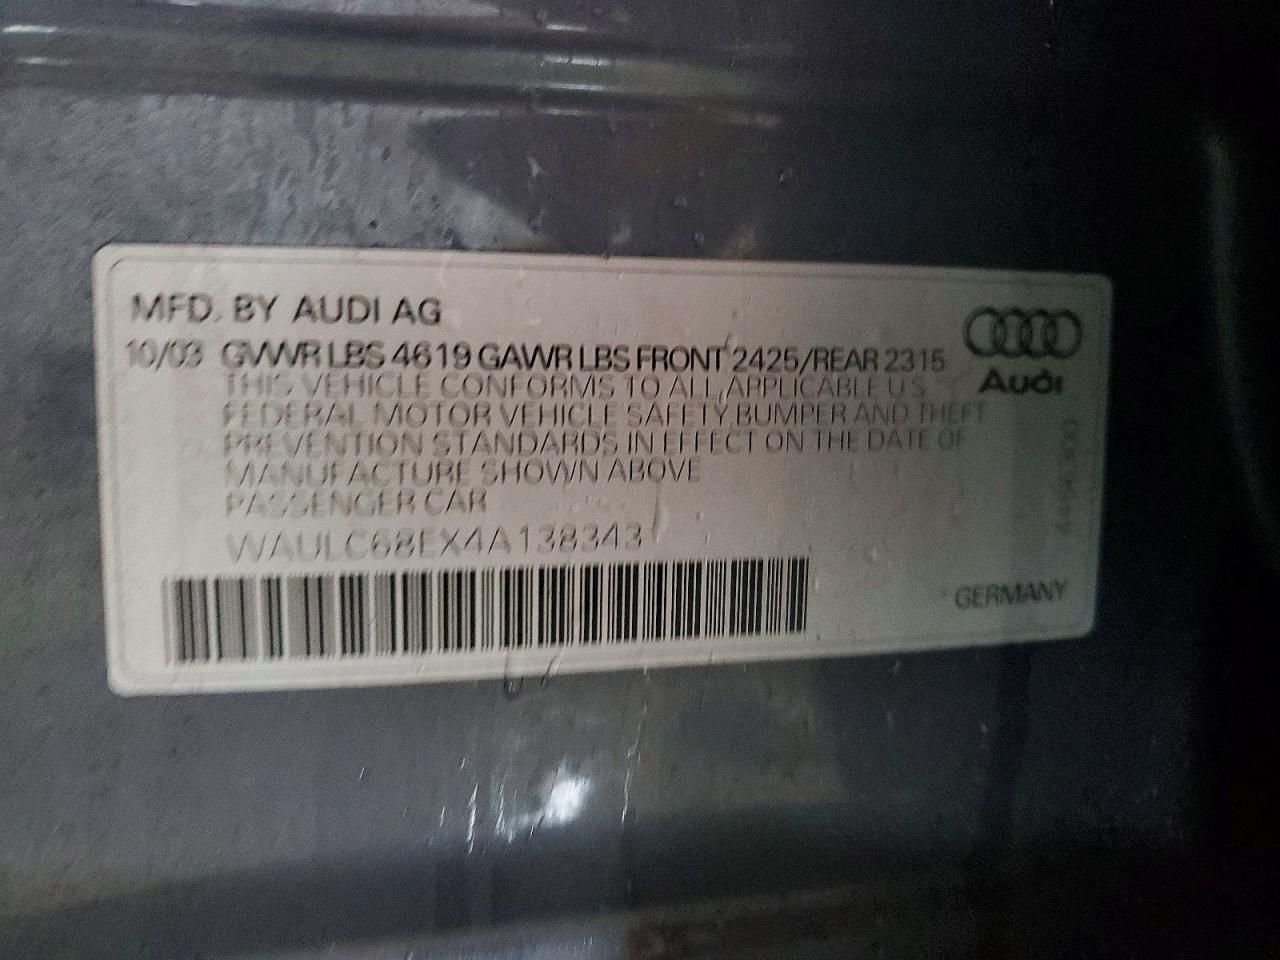 MFD. BY AUDI AG
10/03 GVWR LBS 4619 GAWR LBS FRONT 2425/REAR 2315
THIS VEHICLE CONFORMS TO ALL APPLICABLE U.S.
FEDERAL MOTOR VEHICLE SAFETY, BUMPER AND THEFT
PREVENTION STANDARDS IN EFFECT ON THE DATE OF
MANUFACTURE SHOWN ABOVE
PASSENGER CAR
WAULC68EX4A138343
Audi
GERMANY